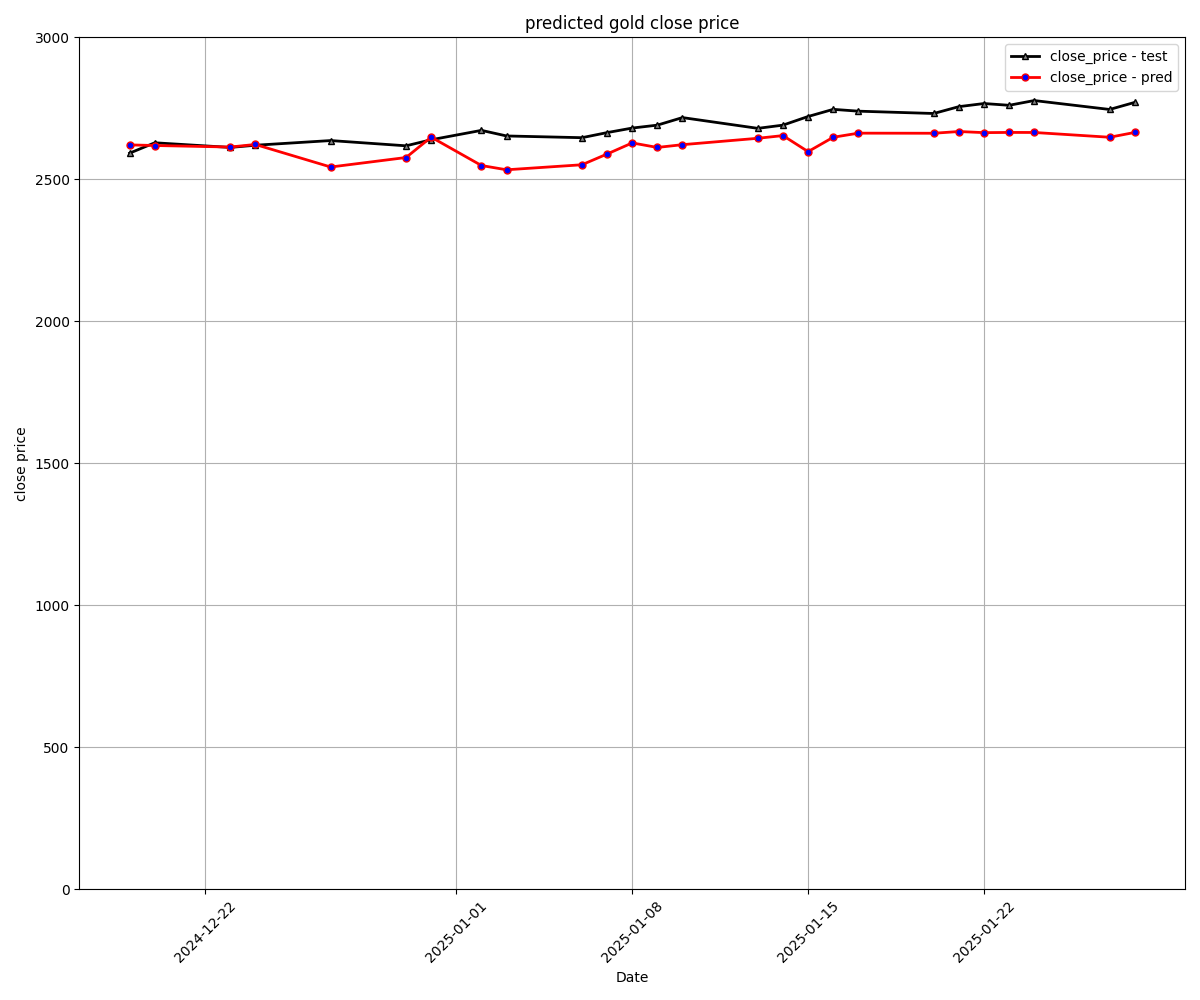 predicted gold close price
close_price - test
close_price - pred
3000
2500
2000
1500
1000
500
0
close price
2024-12-22
2025-01-01
2025-01-08
2025-01-15
2025-01-22
Date